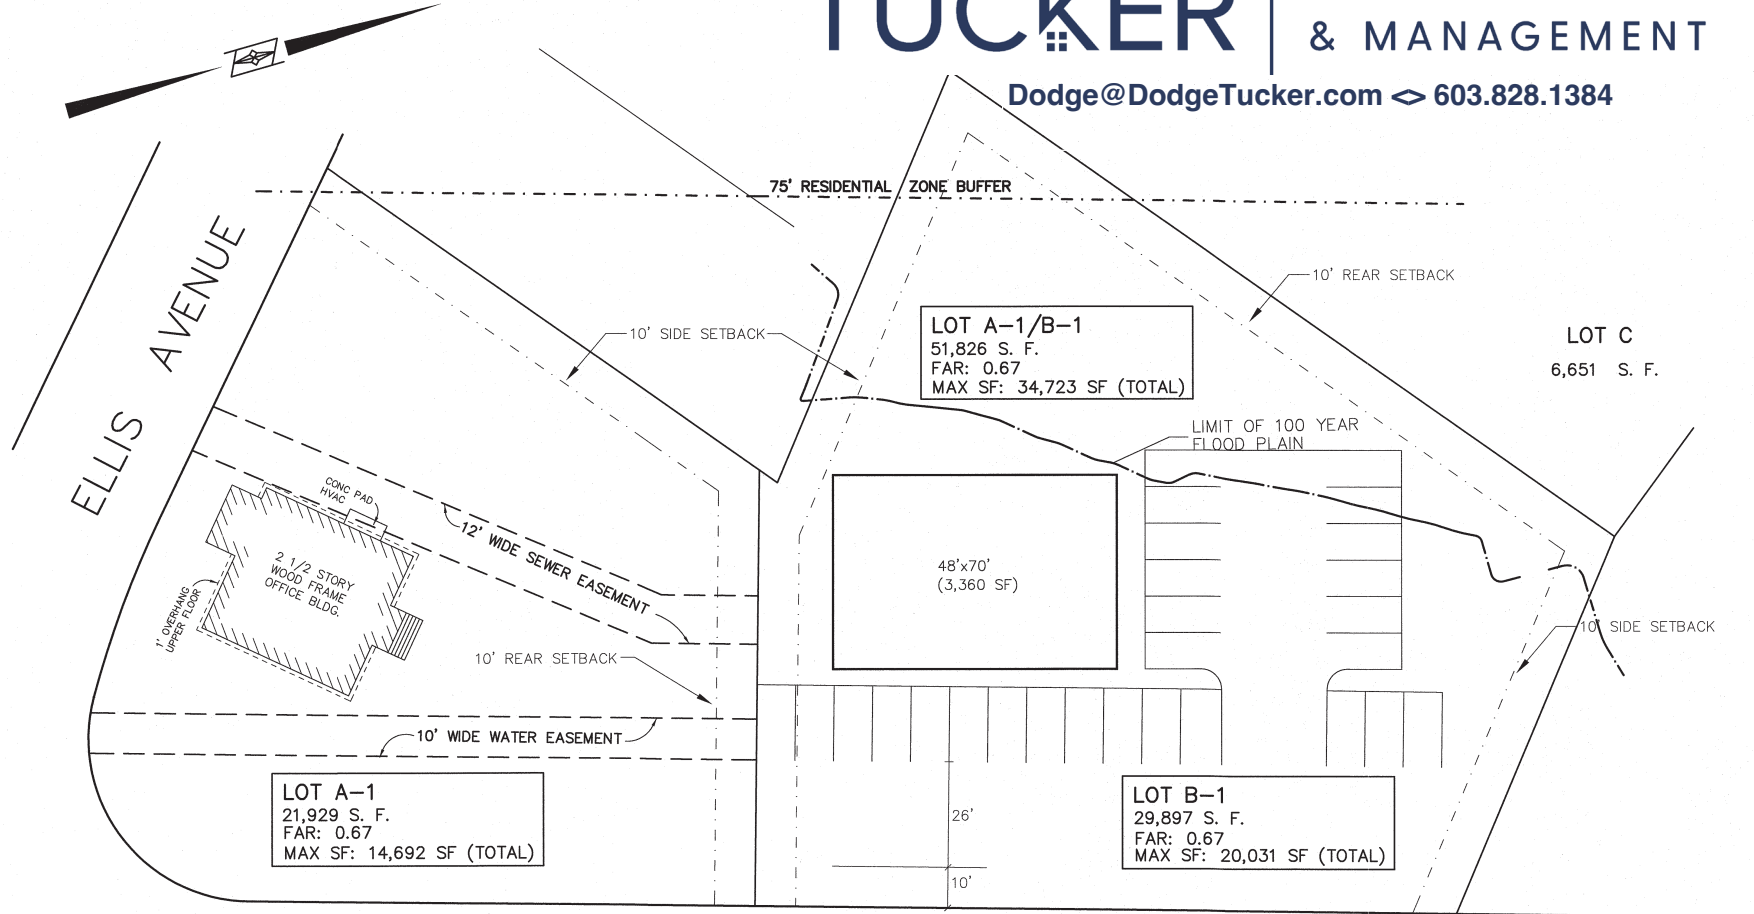 TUCKER
& MANAGEMENT
Dodge@DodgeTucker.com <> 603.828.1384
75' RESIDENTIAL ZONE BUFFER
ELLIS AVENUE
10' REAR SETBACK
10' SIDE SETBACK
LOT A-1/B-1
51,826 S. F.
FAR: 0.67
MAX SF: 34,723 SF (TOTAL)
LOT C
6,651 S. F.
LIMIT OF 100 YEAR
FLOOD PLAIN
CONC PAD
HVAC
12' WIDE SEWER EASEMENT
2 1/2 STORY
WOOD FRAME
OFFICE BLDG.
1' OVERHANG
UPPER FLOOR
48'x70'
(3,360 SF)
10' SIDE SETBACK
10' REAR SETBACK
10' WIDE WATER EASEMENT
LOT A-1
21,929 S. F.
FAR: 0.67
MAX SF: 14,692 SF (TOTAL)
26'
10'
LOT B-1
29,897 S. F.
FAR: 0.67
MAX SF: 20,031 SF (TOTAL)